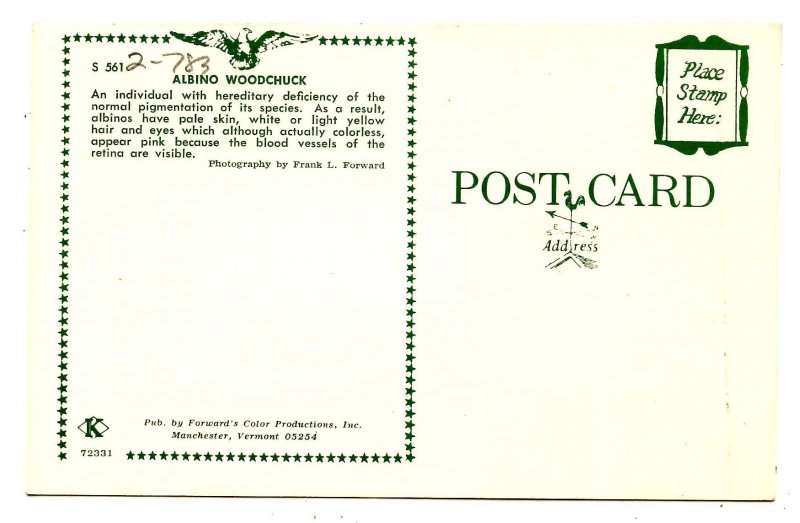 S 561 2-783
ALBINO WOODCHUCK
An individual with hereditary deficiency of the
normal pigmentation of its species. As a result,
albinos have pale skin, white or light yellow
hair and eyes which although actually colorless,
appear pink because the blood vessels of the
retina are visible.
Photography by Frank L. Forward
K
Pub. by Forward's Color Productions, Inc.
Manchester, Vermont 05254
72331
Place
Stamp
Here:
POST CARD
E N
S W
Address